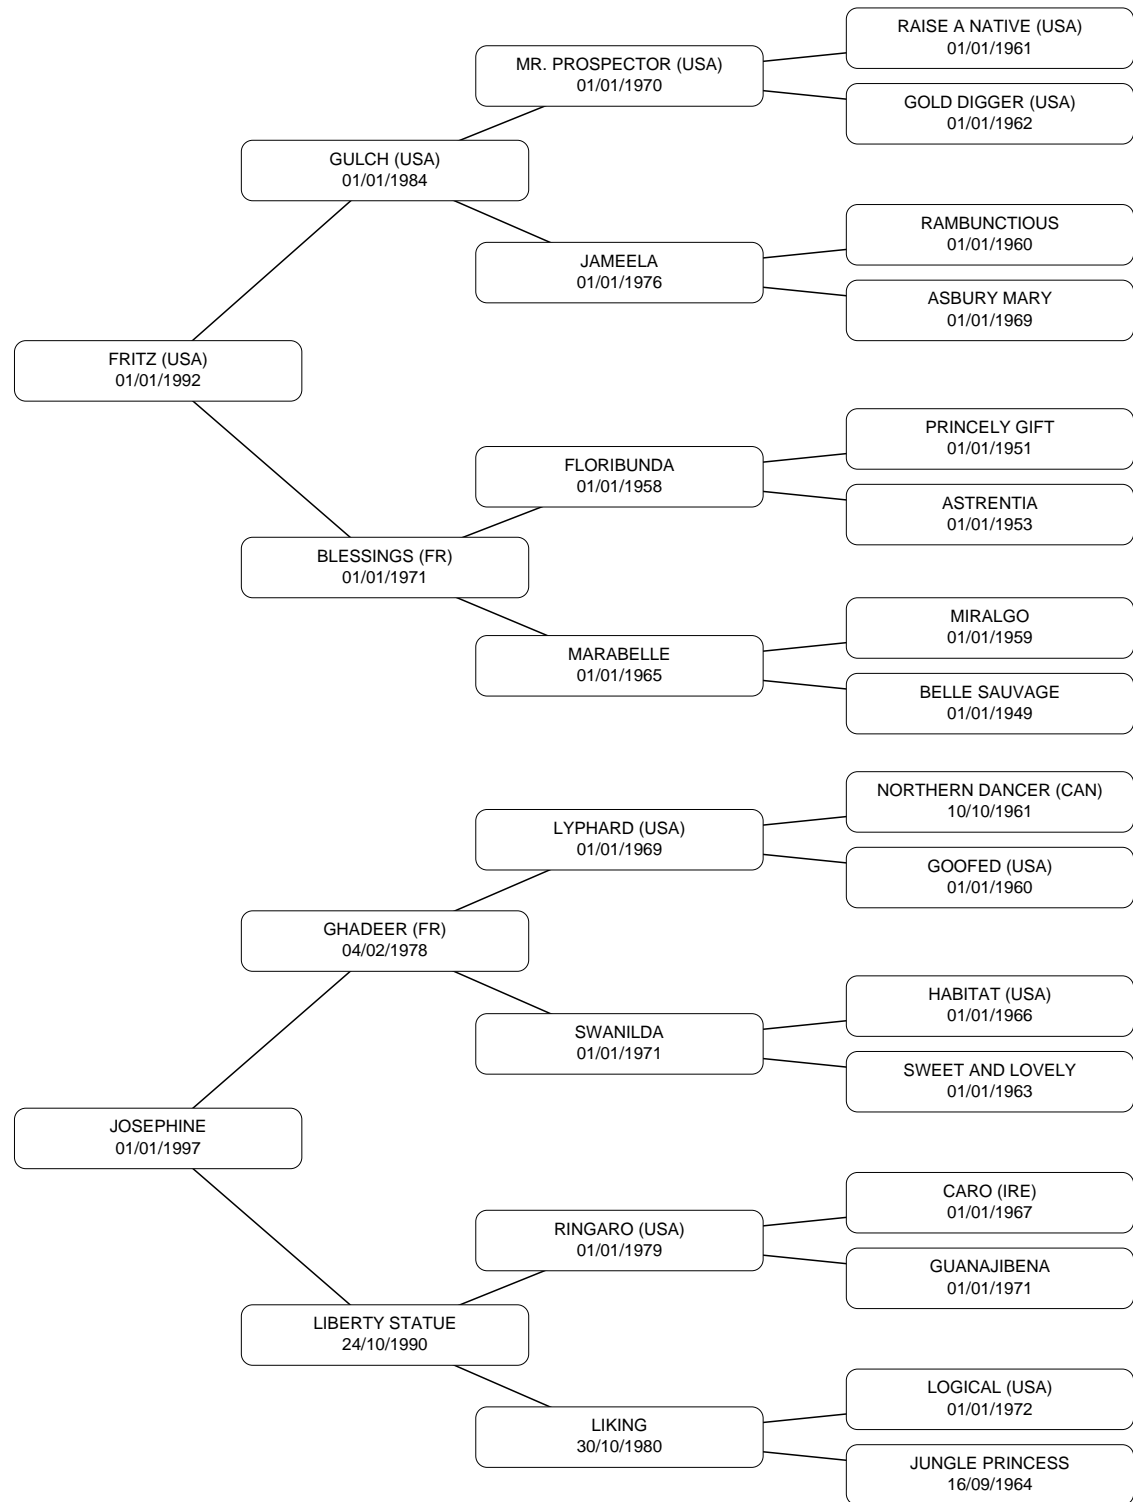 RAISE A NATIVE (USA)
01/01/1961
MR. PROSPECTOR (USA)
01/01/1970
GOLD DIGGER (USA)
01/01/1962
GULCH (USA)
01/01/1984
RAMBUNCTIOUS
01/01/1960
JAMEELA
01/01/1976
ASBURY MARY
01/01/1969
FRITZ (USA)
01/01/1992
PRINCELY GIFT
01/01/1951
FLORIBUNDA
01/01/1958
ASTRENTIA
01/01/1953
BLESSINGS (FR)
01/01/1971
MIRALGO
01/01/1959
MARABELLE
01/01/1965
BELLE SAUVAGE
01/01/1949
NORTHERN DANCER (CAN)
10/10/1961
LYPHARD (USA)
01/01/1969
GOOFED (USA)
01/01/1960
GHADEER (FR)
04/02/1978
HABITAT (USA)
01/01/1966
SWANILDA
01/01/1971
SWEET AND LOVELY
01/01/1963
JOSEPHINE
01/01/1997
CARO (IRE)
01/01/1967
RINGARO (USA)
01/01/1979
GUANAJIBENA
01/01/1971
LIBERTY STATUE
24/10/1990
LOGICAL (USA)
01/01/1972
LIKING
30/10/1980
JUNGLE PRINCESS
16/09/1964